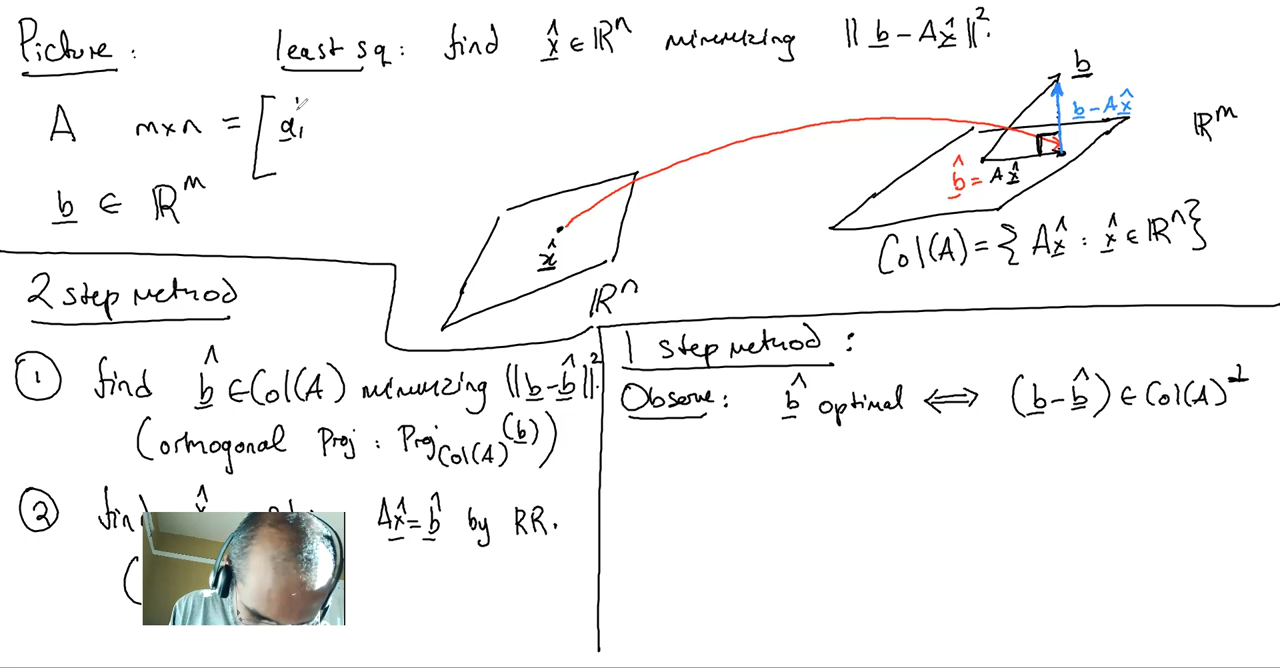 Picture: least sq: find x̂ ∈ ℝⁿ minimizing ‖b - Ax̂‖².
A m×n = [a₁
b ∈ ℝᵐ
b
b - Ax̂
ℝᵐ
b̂ = Ax̂
Col(A) = { Ax̂ : x̂ ∈ ℝⁿ }
x̂
ℝⁿ
2 step method
① find b̂ ∈ Col(A) minimizing ‖b - b̂‖².
(orthogonal Proj : Proj_Col(A)(b))
② find x̂ Ax̂ = b̂ by RR.
(
1 step method :
Observe : b̂ optimal ⟺ (b - b̂) ∈ Col(A)^⊥